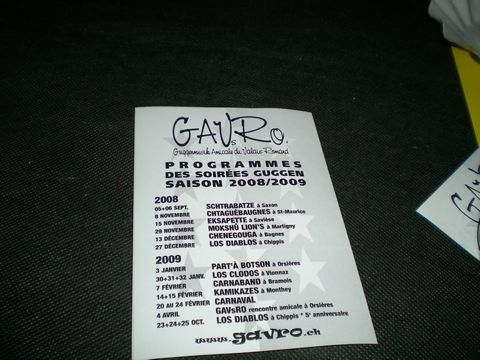 GAVsRO.
Guggenmusik Amicale du Valais Romand
PROGRAMMES
DES SOIRÉES GUGGEN
SAISON 2008/2009
2008
05+06 SEPT. SCHTRABATZE à Saxon
8 NOVEMBRE CHTAGUÉBAUGNES à St-Maurice
15 NOVEMBRE EKSAPETTE à Savièse
29 NOVEMBRE MOKSHÛ LION'S à Martigny
13 DÉCEMBRE CHENEGOUGA à Bagnes
27 DÉCEMBRE LOS DIABLOS à Chippis
2009
3 JANVIER PART'À BOTSON à Orsières
30+31+32 JANV. LOS CLODOS à Vionnaz
7 FÉVRIER CARNABAND à Bramois
14+15 FÉVRIER KAMIKAZES à Monthey
20 AU 24 FÉVRIER CARNAVAL
4 AVRIL GAVsRO rencontre amicale à Orsières
23+24+25 OCT. LOS DIABLOS à Chippis * 5e anniversaire
www.gavro.ch